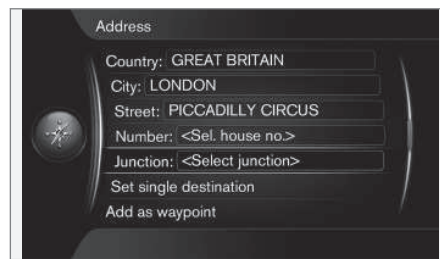 Address
Country: GREAT BRITAIN
City: LONDON
Street: PICCADILLY CIRCUS
Number: <Sel. house no.>
Junction: <Select junction>
Set single destination
Add as waypoint